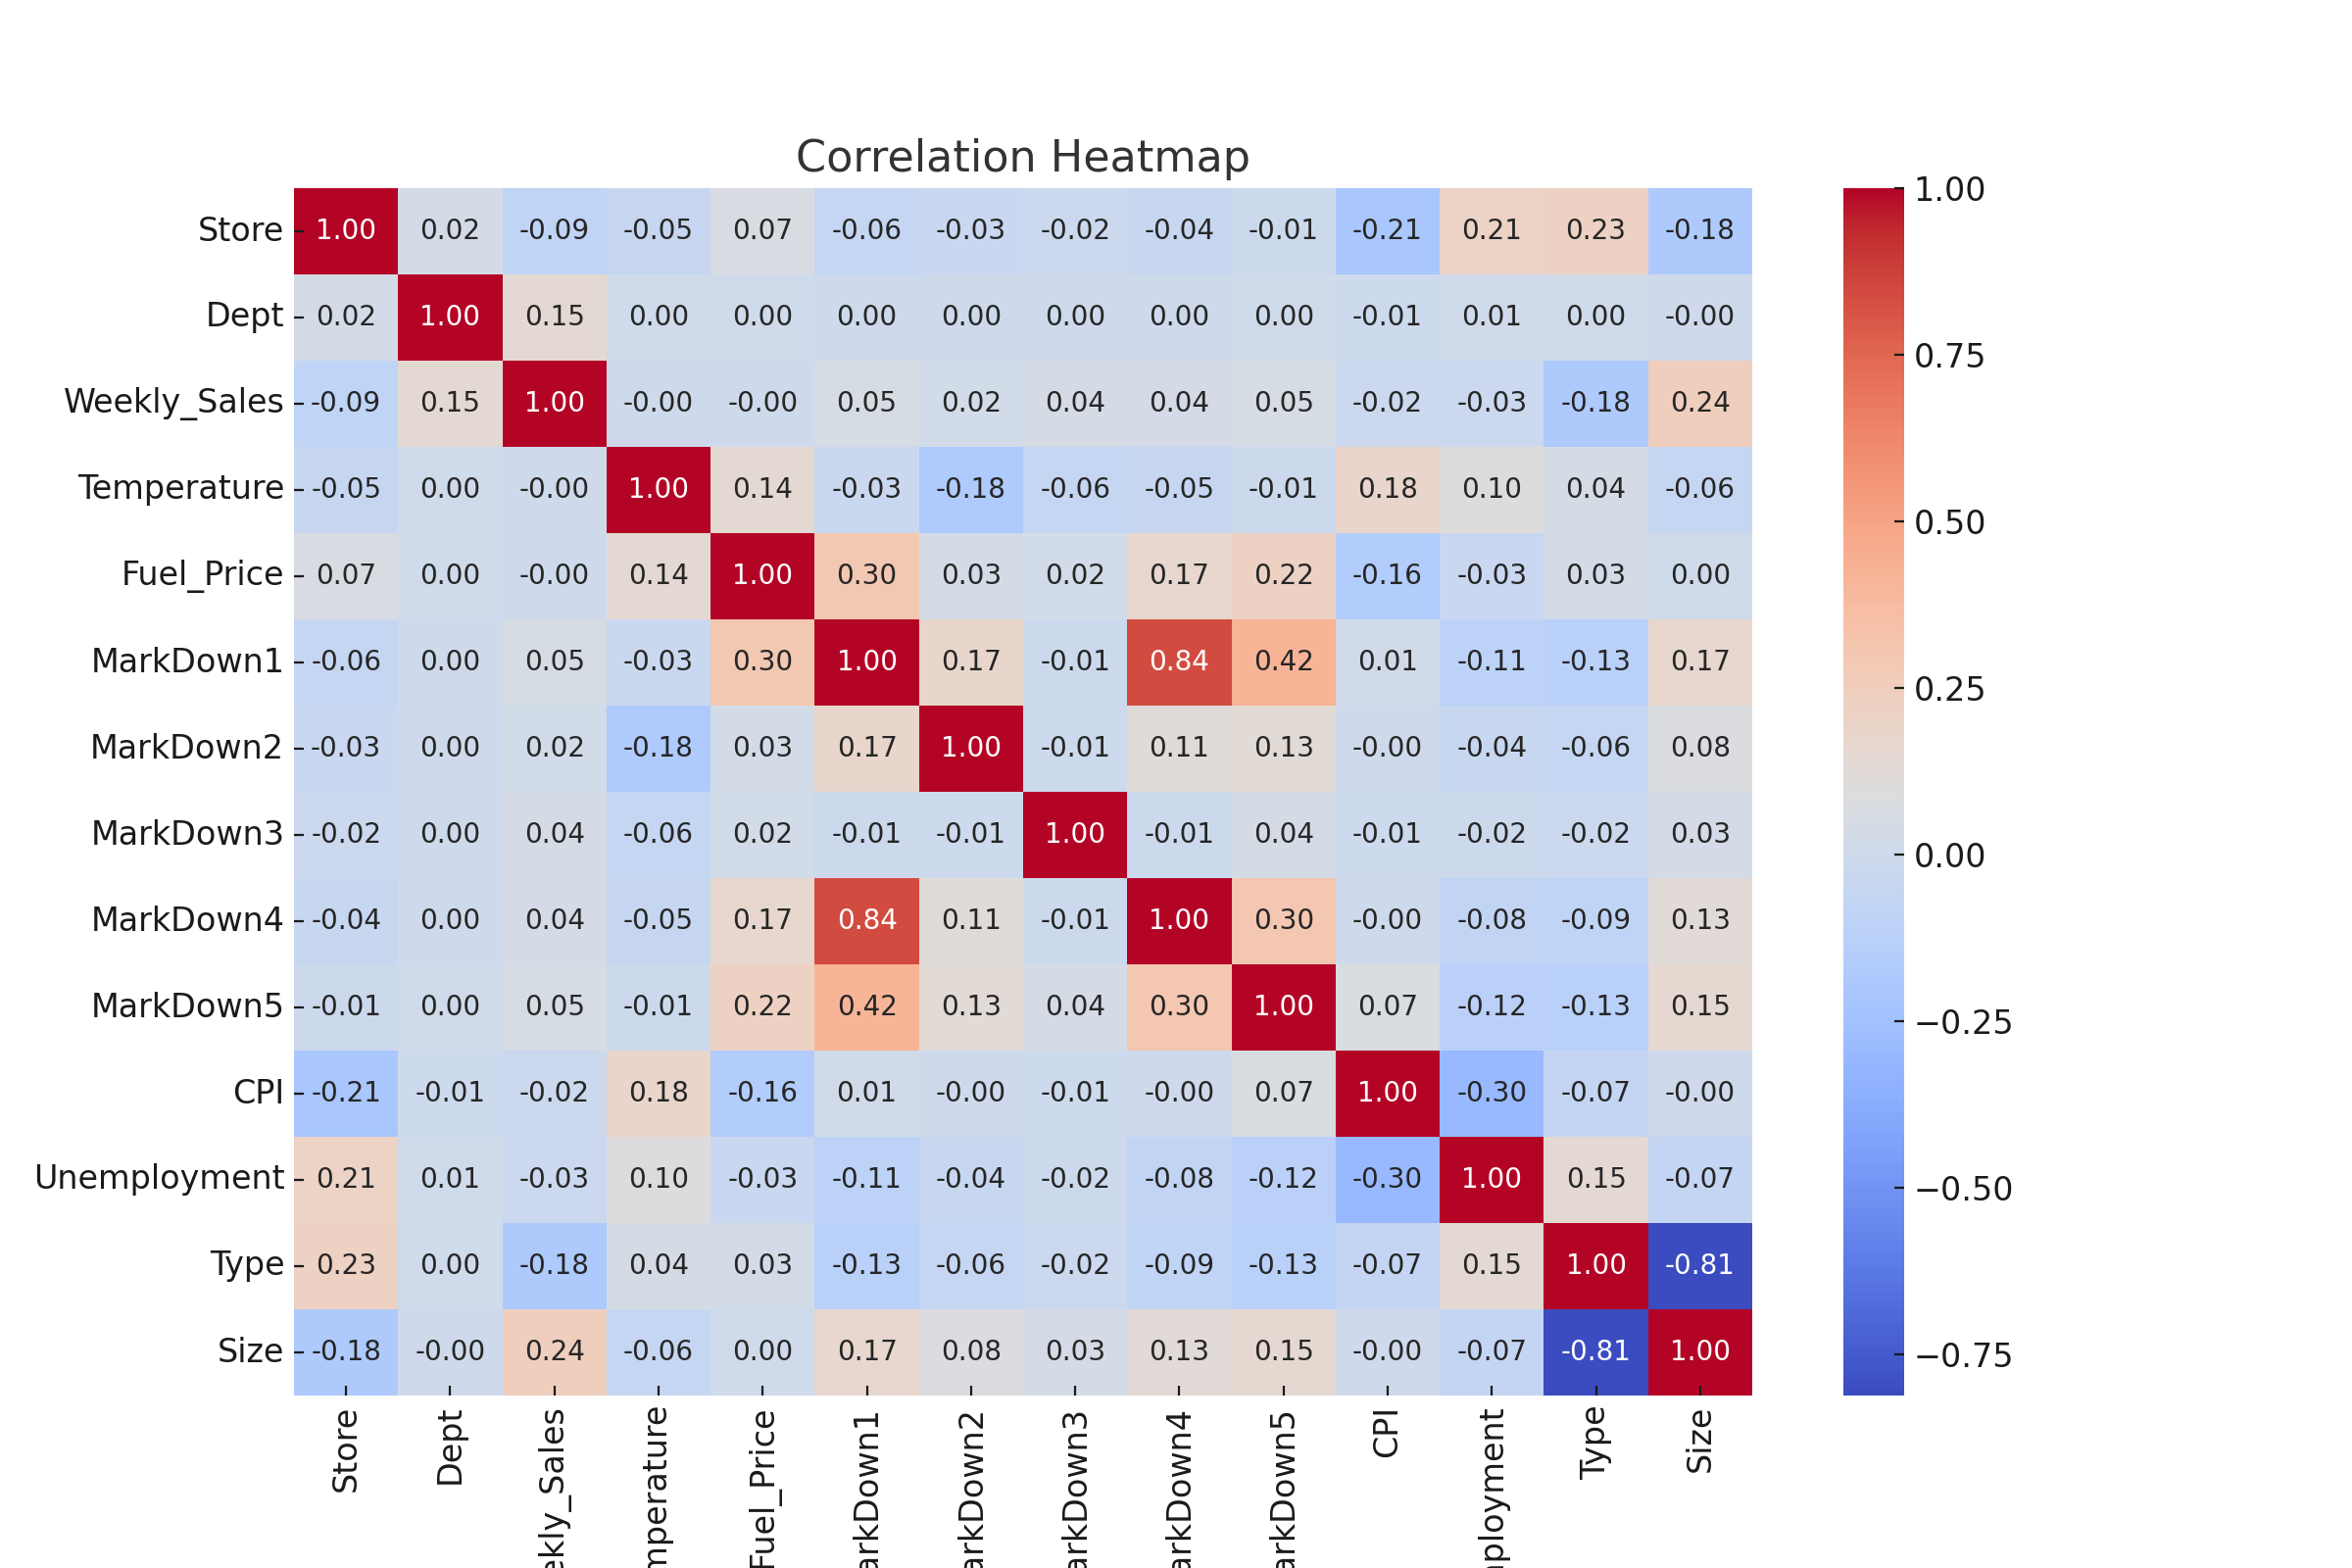 Correlation Heatmap
Store 1.00 0.02 -0.09 -0.05 0.07 -0.06 -0.03 -0.02 -0.04 -0.01 -0.21 0.21 0.23 -0.18
Dept 0.02 1.00 0.15 0.00 0.00 0.00 0.00 0.00 0.00 0.00 -0.01 0.01 0.00 -0.00
Weekly_Sales -0.09 0.15 1.00 -0.00 -0.00 0.05 0.02 0.04 0.04 0.05 -0.02 -0.03 -0.18 0.24
Temperature -0.05 0.00 -0.00 1.00 0.14 -0.03 -0.18 -0.06 -0.05 -0.01 0.18 0.10 0.04 -0.06
Fuel_Price 0.07 0.00 -0.00 0.14 1.00 0.30 0.03 0.02 0.17 0.22 -0.16 -0.03 0.03 0.00
MarkDown1 -0.06 0.00 0.05 -0.03 0.30 1.00 0.17 -0.01 0.84 0.42 0.01 -0.11 -0.13 0.17
MarkDown2 -0.03 0.00 0.02 -0.18 0.03 0.17 1.00 -0.01 0.11 0.13 -0.00 -0.04 -0.06 0.08
MarkDown3 -0.02 0.00 0.04 -0.06 0.02 -0.01 -0.01 1.00 -0.01 0.04 -0.01 -0.02 -0.02 0.03
MarkDown4 -0.04 0.00 0.04 -0.05 0.17 0.84 0.11 -0.01 1.00 0.30 -0.00 -0.08 -0.09 0.13
MarkDown5 -0.01 0.00 0.05 -0.01 0.22 0.42 0.13 0.04 0.30 1.00 0.07 -0.12 -0.13 0.15
CPI -0.21 -0.01 -0.02 0.18 -0.16 0.01 -0.00 -0.01 -0.00 0.07 1.00 -0.30 -0.07 -0.00
Unemployment 0.21 0.01 -0.03 0.10 -0.03 -0.11 -0.04 -0.02 -0.08 -0.12 -0.30 1.00 0.15 -0.07
Type 0.23 0.00 -0.18 0.04 0.03 -0.13 -0.06 -0.02 -0.09 -0.13 -0.07 0.15 1.00 -0.81
Size -0.18 -0.00 0.24 -0.06 0.00 0.17 0.08 0.03 0.13 0.15 -0.00 -0.07 -0.81 1.00
Store
Dept
ekly_Sales
mperature
Fuel_Price
arkDown1
arkDown2
arkDown3
arkDown4
arkDown5
CPI
ployment
Type
Size
1.00
0.75
0.50
0.25
0.00
−0.25
−0.50
−0.75